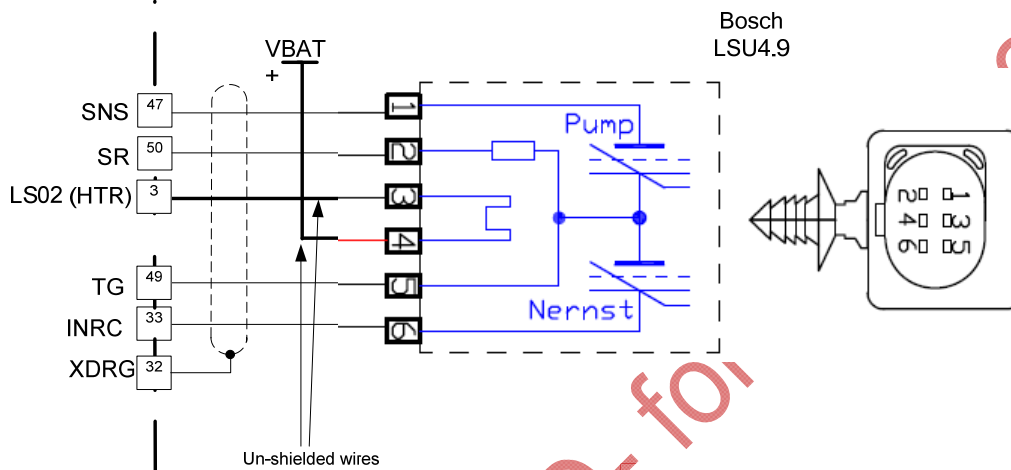 Bosch
LSU4.9
VBAT
+
SNS 47
SR 50
LS02 (HTR) 3
TG 49
INRC 33
XDRG 32
1
2
3
4
5
6
Pump
Nernst
2 1
4 3
6 5
Un-shielded wires
- for